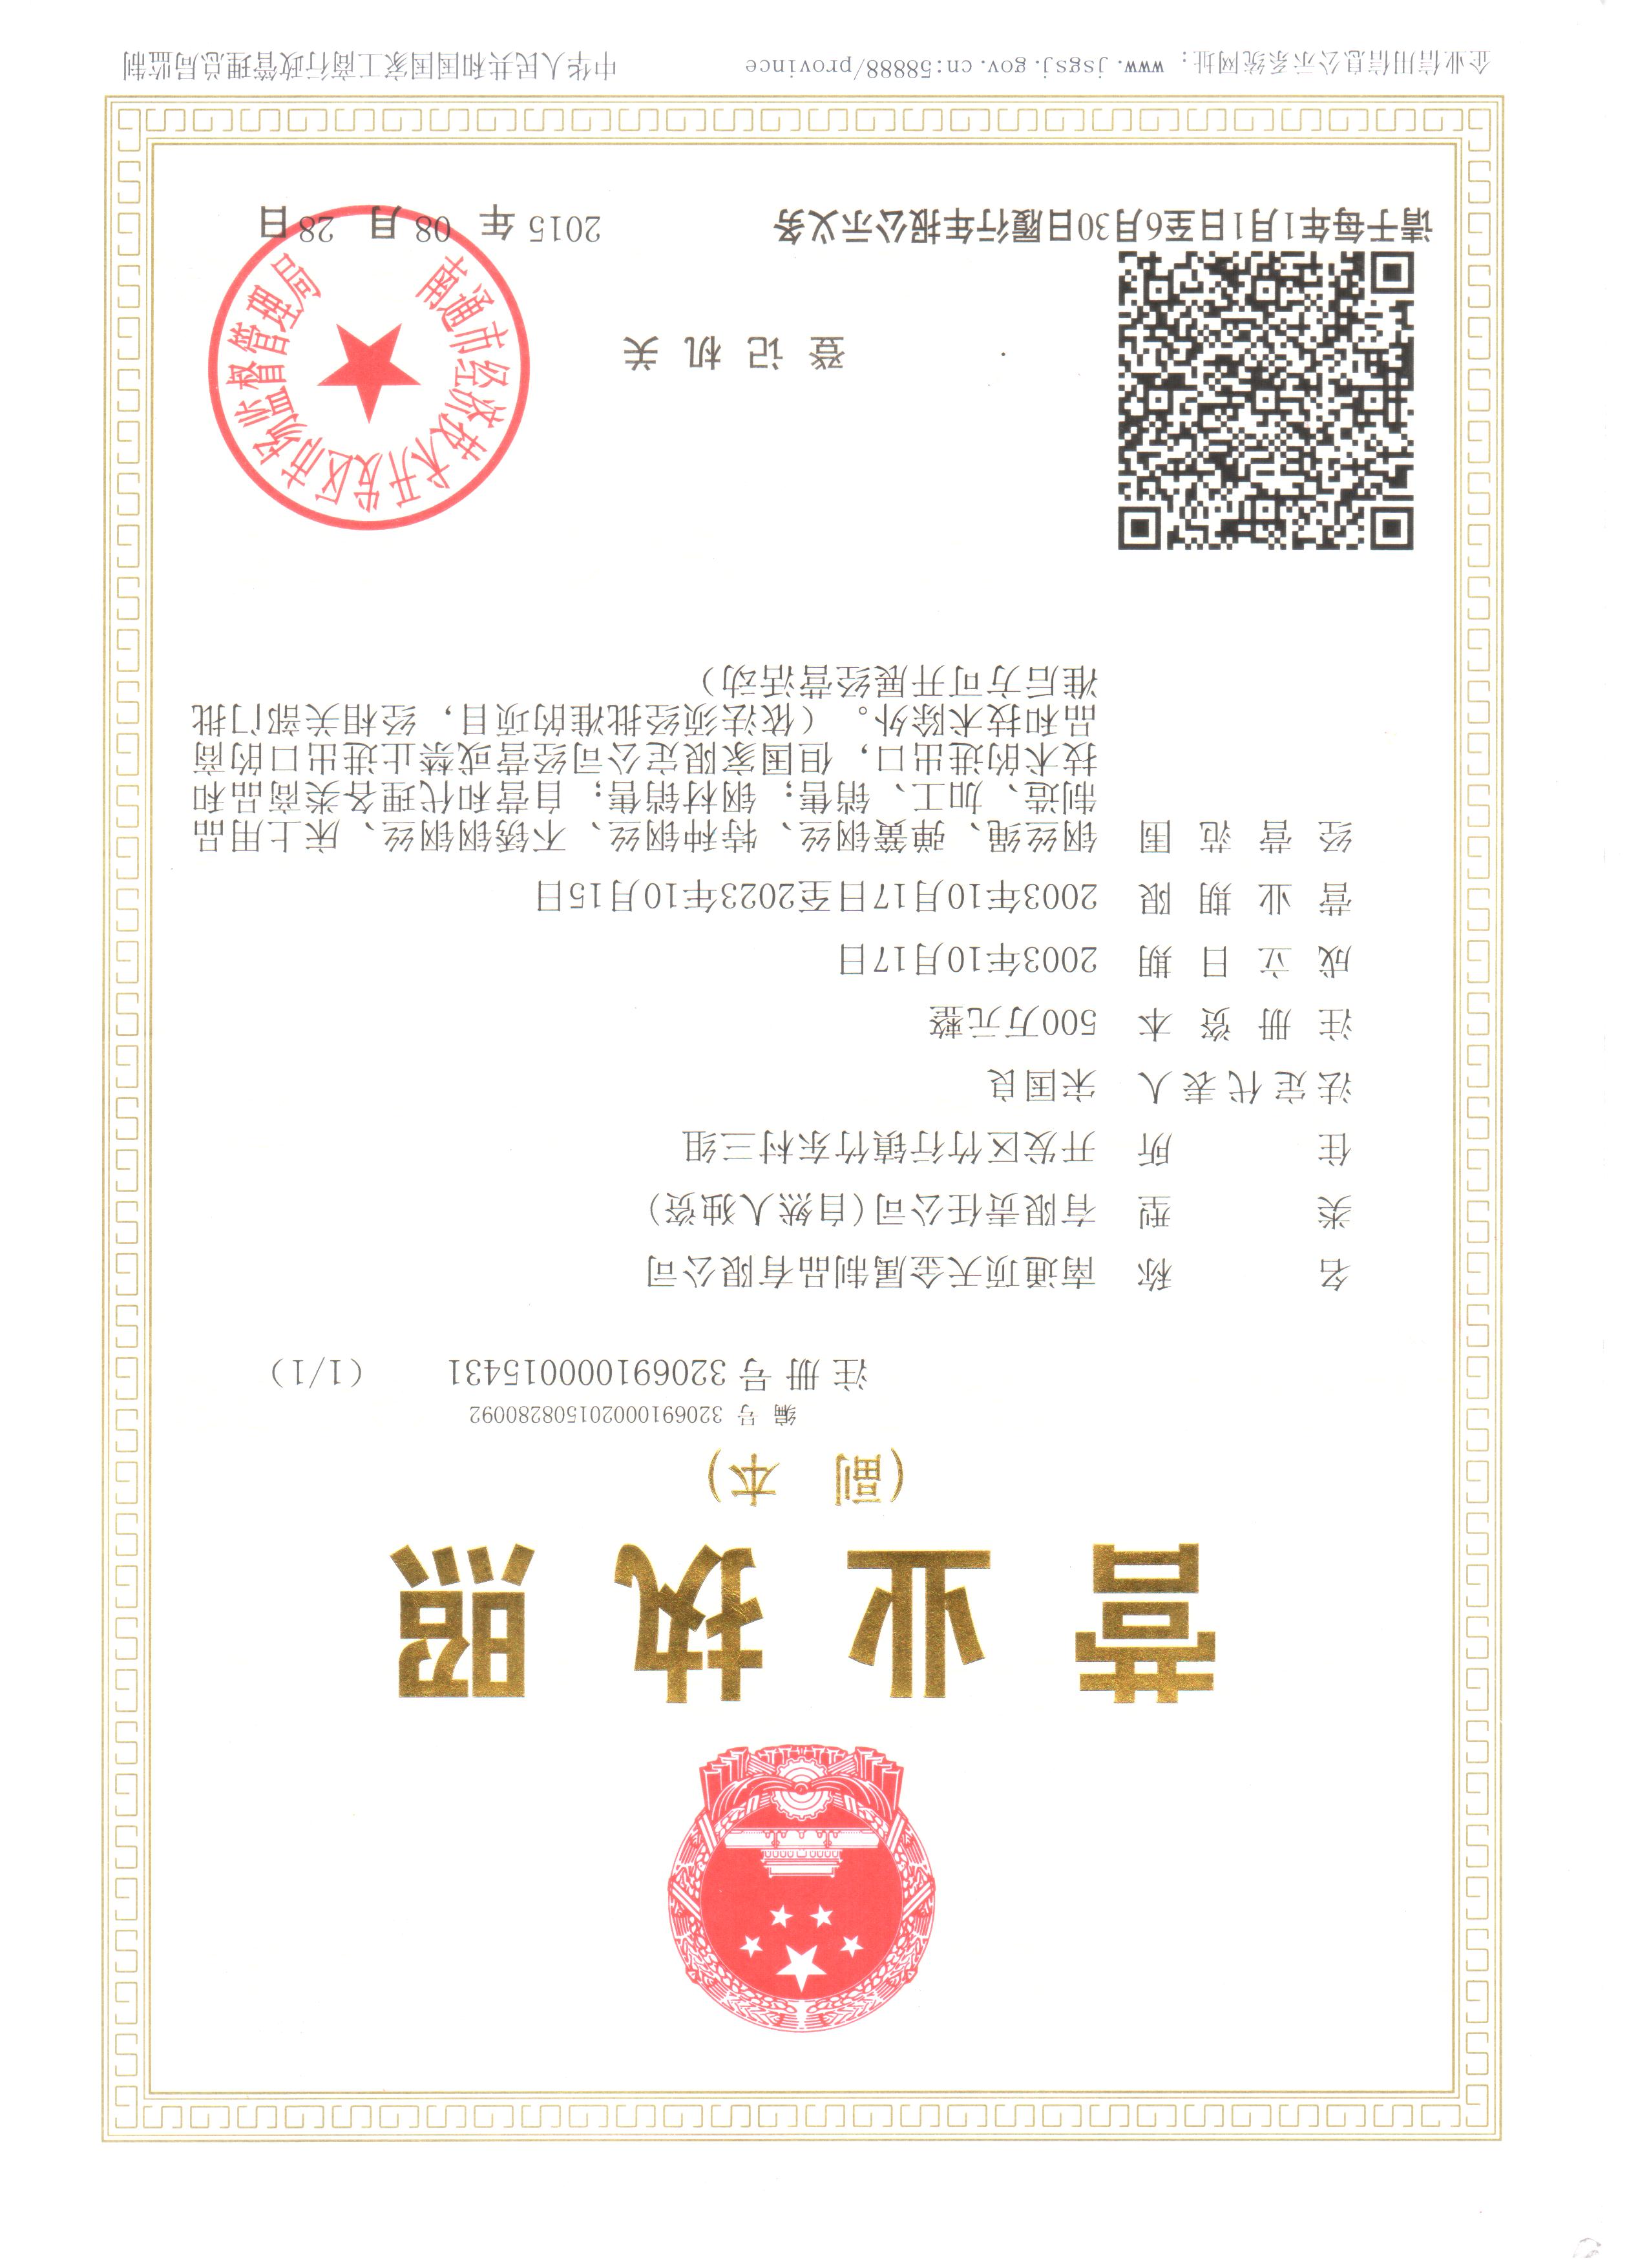 营业执照
(副 本)
编 号 320691000201508280092
注 册 号 320691000015431 (1/1)
名 称 南通顶天金属制品有限公司
类 型 有限责任公司(自然人独资)
住 所 开发区竹行镇竹东村三组
法定代表人 宋国良
注 册 资 本 500万元整
成 立 日 期 2003年10月17日
营 业 期 限 2003年10月17日至2023年10月15日
经 营 范 围 钢丝绳、弹簧钢丝、特种钢丝、不锈钢钢丝、床上用品
制造、加工、销售；钢材销售；自营和代理各类商品和
技术的进出口，但国家限定公司经营或禁止进出口的商
品和技术除外。（依法须经批准的项目，经相关部门批
准后方可开展经营活动）
登 记 机 关
南通市经济技术开发区市场监督管理局
请于每年1月1日至6月30日履行年报公示义务
2015 年 08 月 28 日
企业信用信息公示系统网址：www.jsgsj.gov.cn:58888/province
中华人民共和国国家工商行政管理总局监制